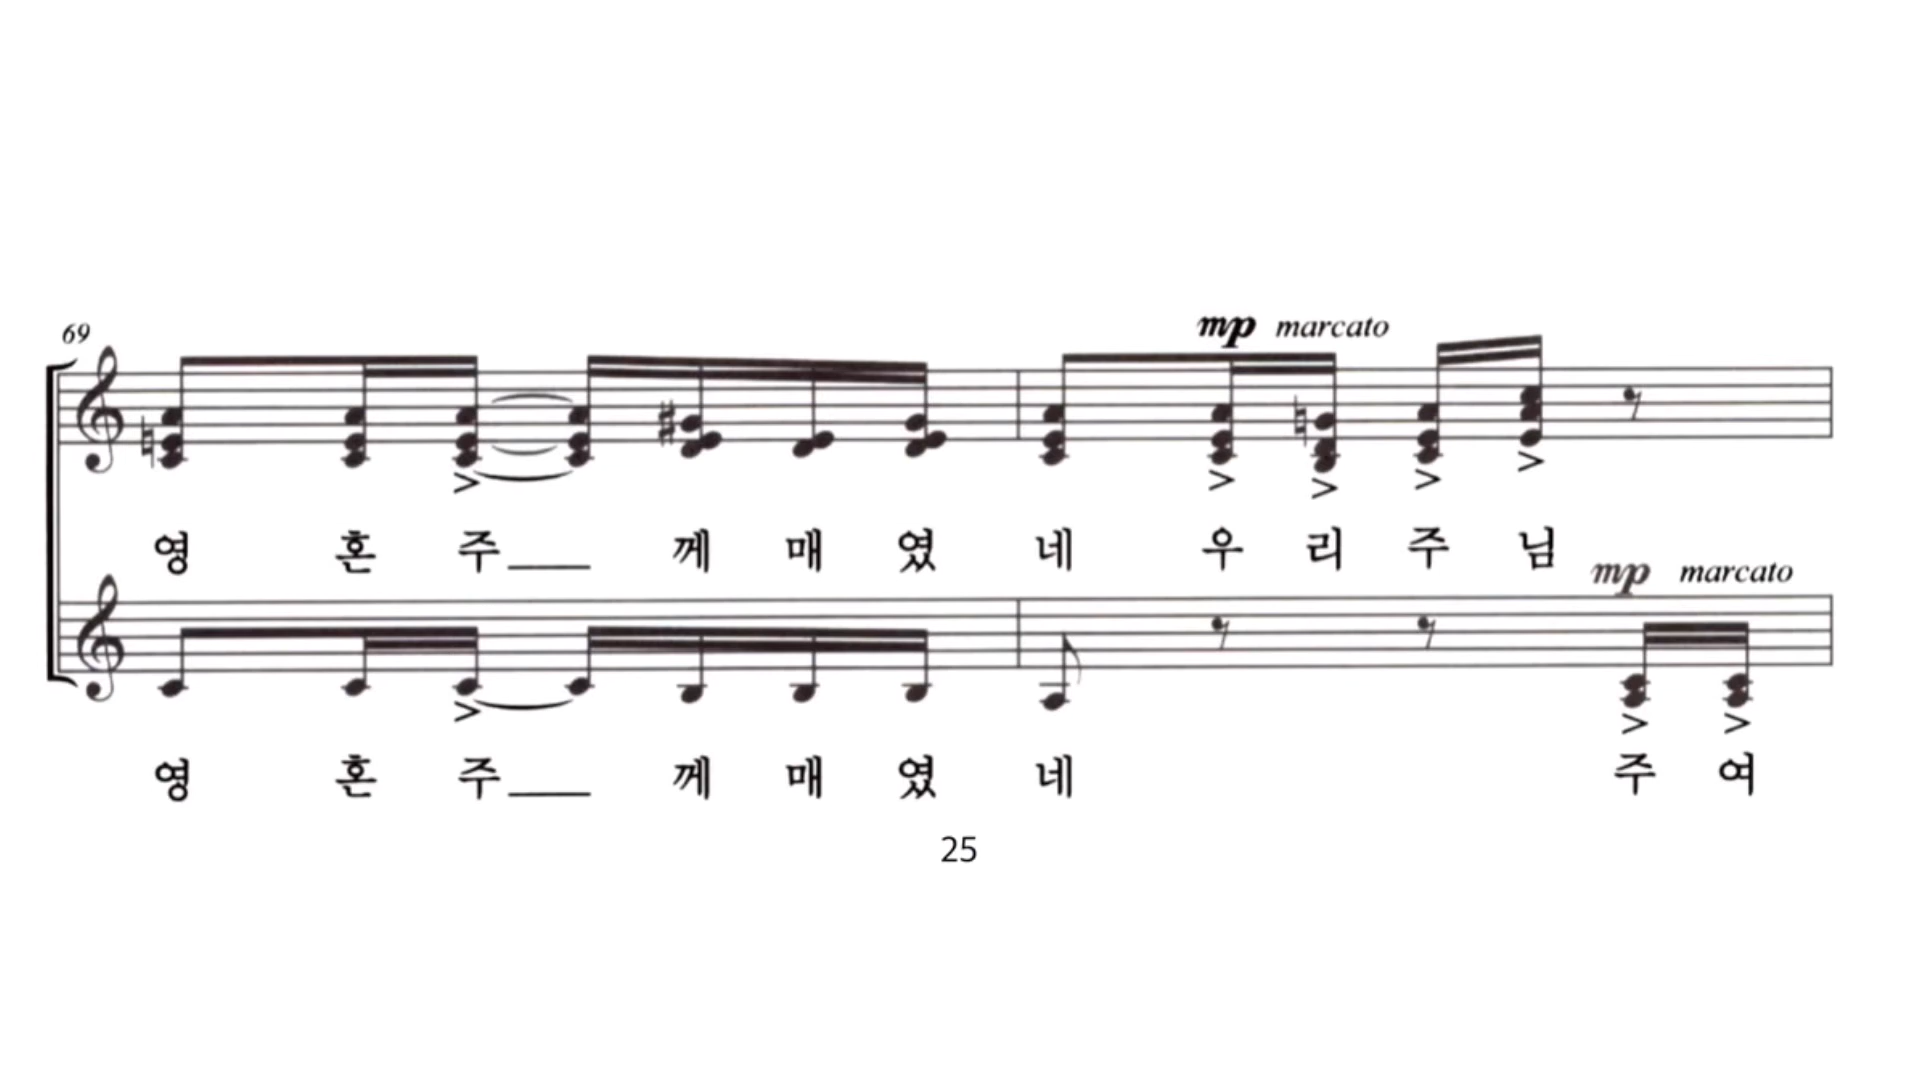 69
mp marcato
영 혼 주___ 께 매 였 네 우 리 주 님
mp marcato
영 혼 주___ 께 매 였 네 주 여
25